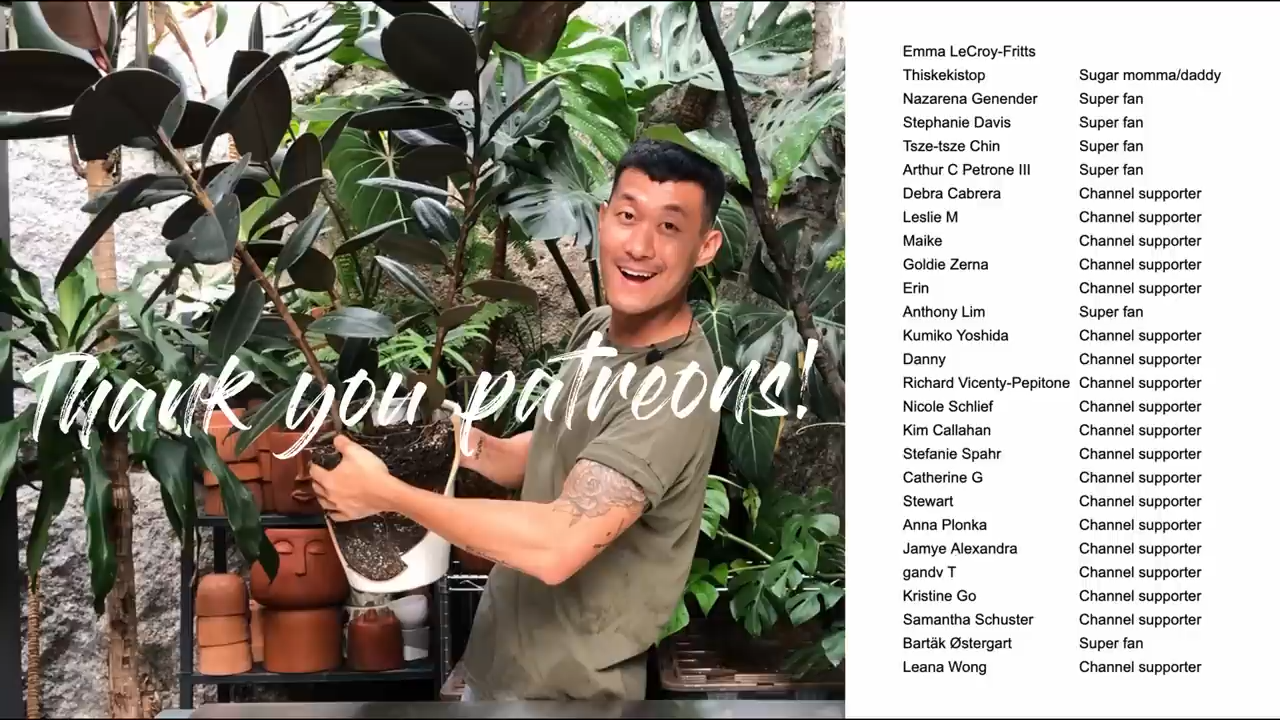 Thank you patreons!
Emma LeCroy-Fritts
Thiskekistop Sugar momma/daddy
Nazarena Genender Super fan
Stephanie Davis Super fan
Tsze-tsze Chin Super fan
Arthur C Petrone III Super fan
Debra Cabrera Channel supporter
Leslie M Channel supporter
Maike Channel supporter
Goldie Zerna Channel supporter
Erin Channel supporter
Anthony Lim Super fan
Kumiko Yoshida Channel supporter
Danny Channel supporter
Richard Vicenty-Pepitone Channel supporter
Nicole Schlief Channel supporter
Kim Callahan Channel supporter
Stefanie Spahr Channel supporter
Catherine G Channel supporter
Stewart Channel supporter
Anna Plonka Channel supporter
Jamye Alexandra Channel supporter
gandv T Channel supporter
Kristine Go Channel supporter
Samantha Schuster Channel supporter
Bartäk Østergart Super fan
Leana Wong Channel supporter